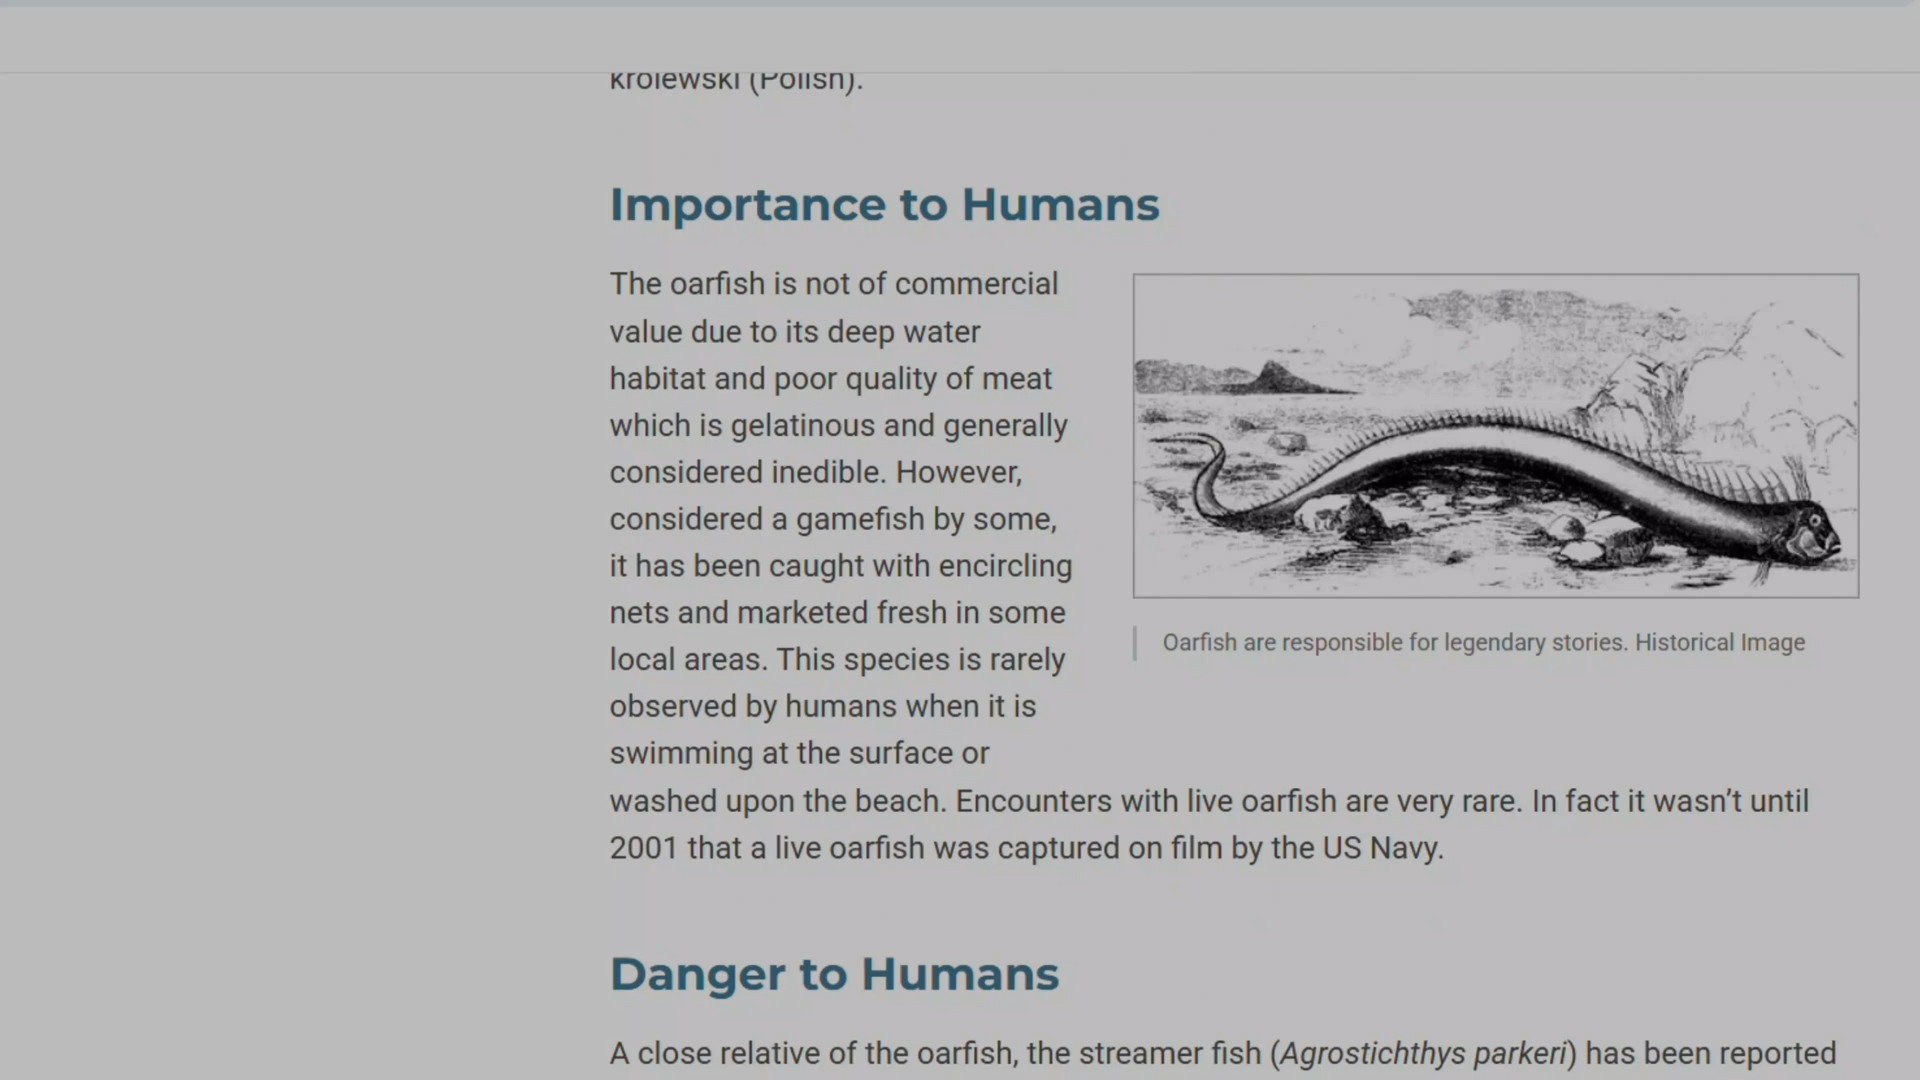 krolewski (Polish).
Importance to Humans
The oarfish is not of commercial
value due to its deep water
habitat and poor quality of meat
which is gelatinous and generally
considered inedible. However,
considered a gamefish by some,
it has been caught with encircling
nets and marketed fresh in some
local areas. This species is rarely
observed by humans when it is
swimming at the surface or
washed upon the beach. Encounters with live oarfish are very rare. In fact it wasn’t until
2001 that a live oarfish was captured on film by the US Navy.
Oarfish are responsible for legendary stories. Historical Image
Danger to Humans
A close relative of the oarfish, the streamer fish (Agrostichthys parkeri) has been reported